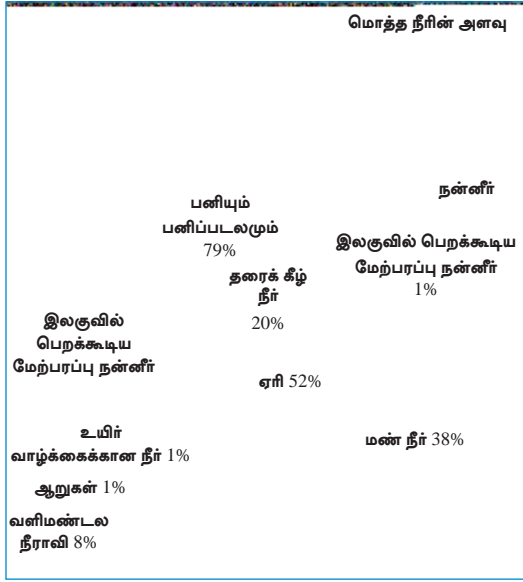 மொத்த நீரின் அளவு
நன்னீர்
பனியும்
பனிப்படலமும்
79%
இலகுவில் பெறக்கூடிய
மேற்பரப்பு நன்னீர்
1%
தரைக் கீழ்
நீர்
20%
இலகுவில்
பெறக்கூடிய
மேற்பரப்பு நன்னீர்
ஏரி 52%
உயிர்
வாழ்க்கைக்கான நீர் 1%
மண் நீர் 38%
ஆறுகள் 1%
வளிமண்டல
நீராவி 8%